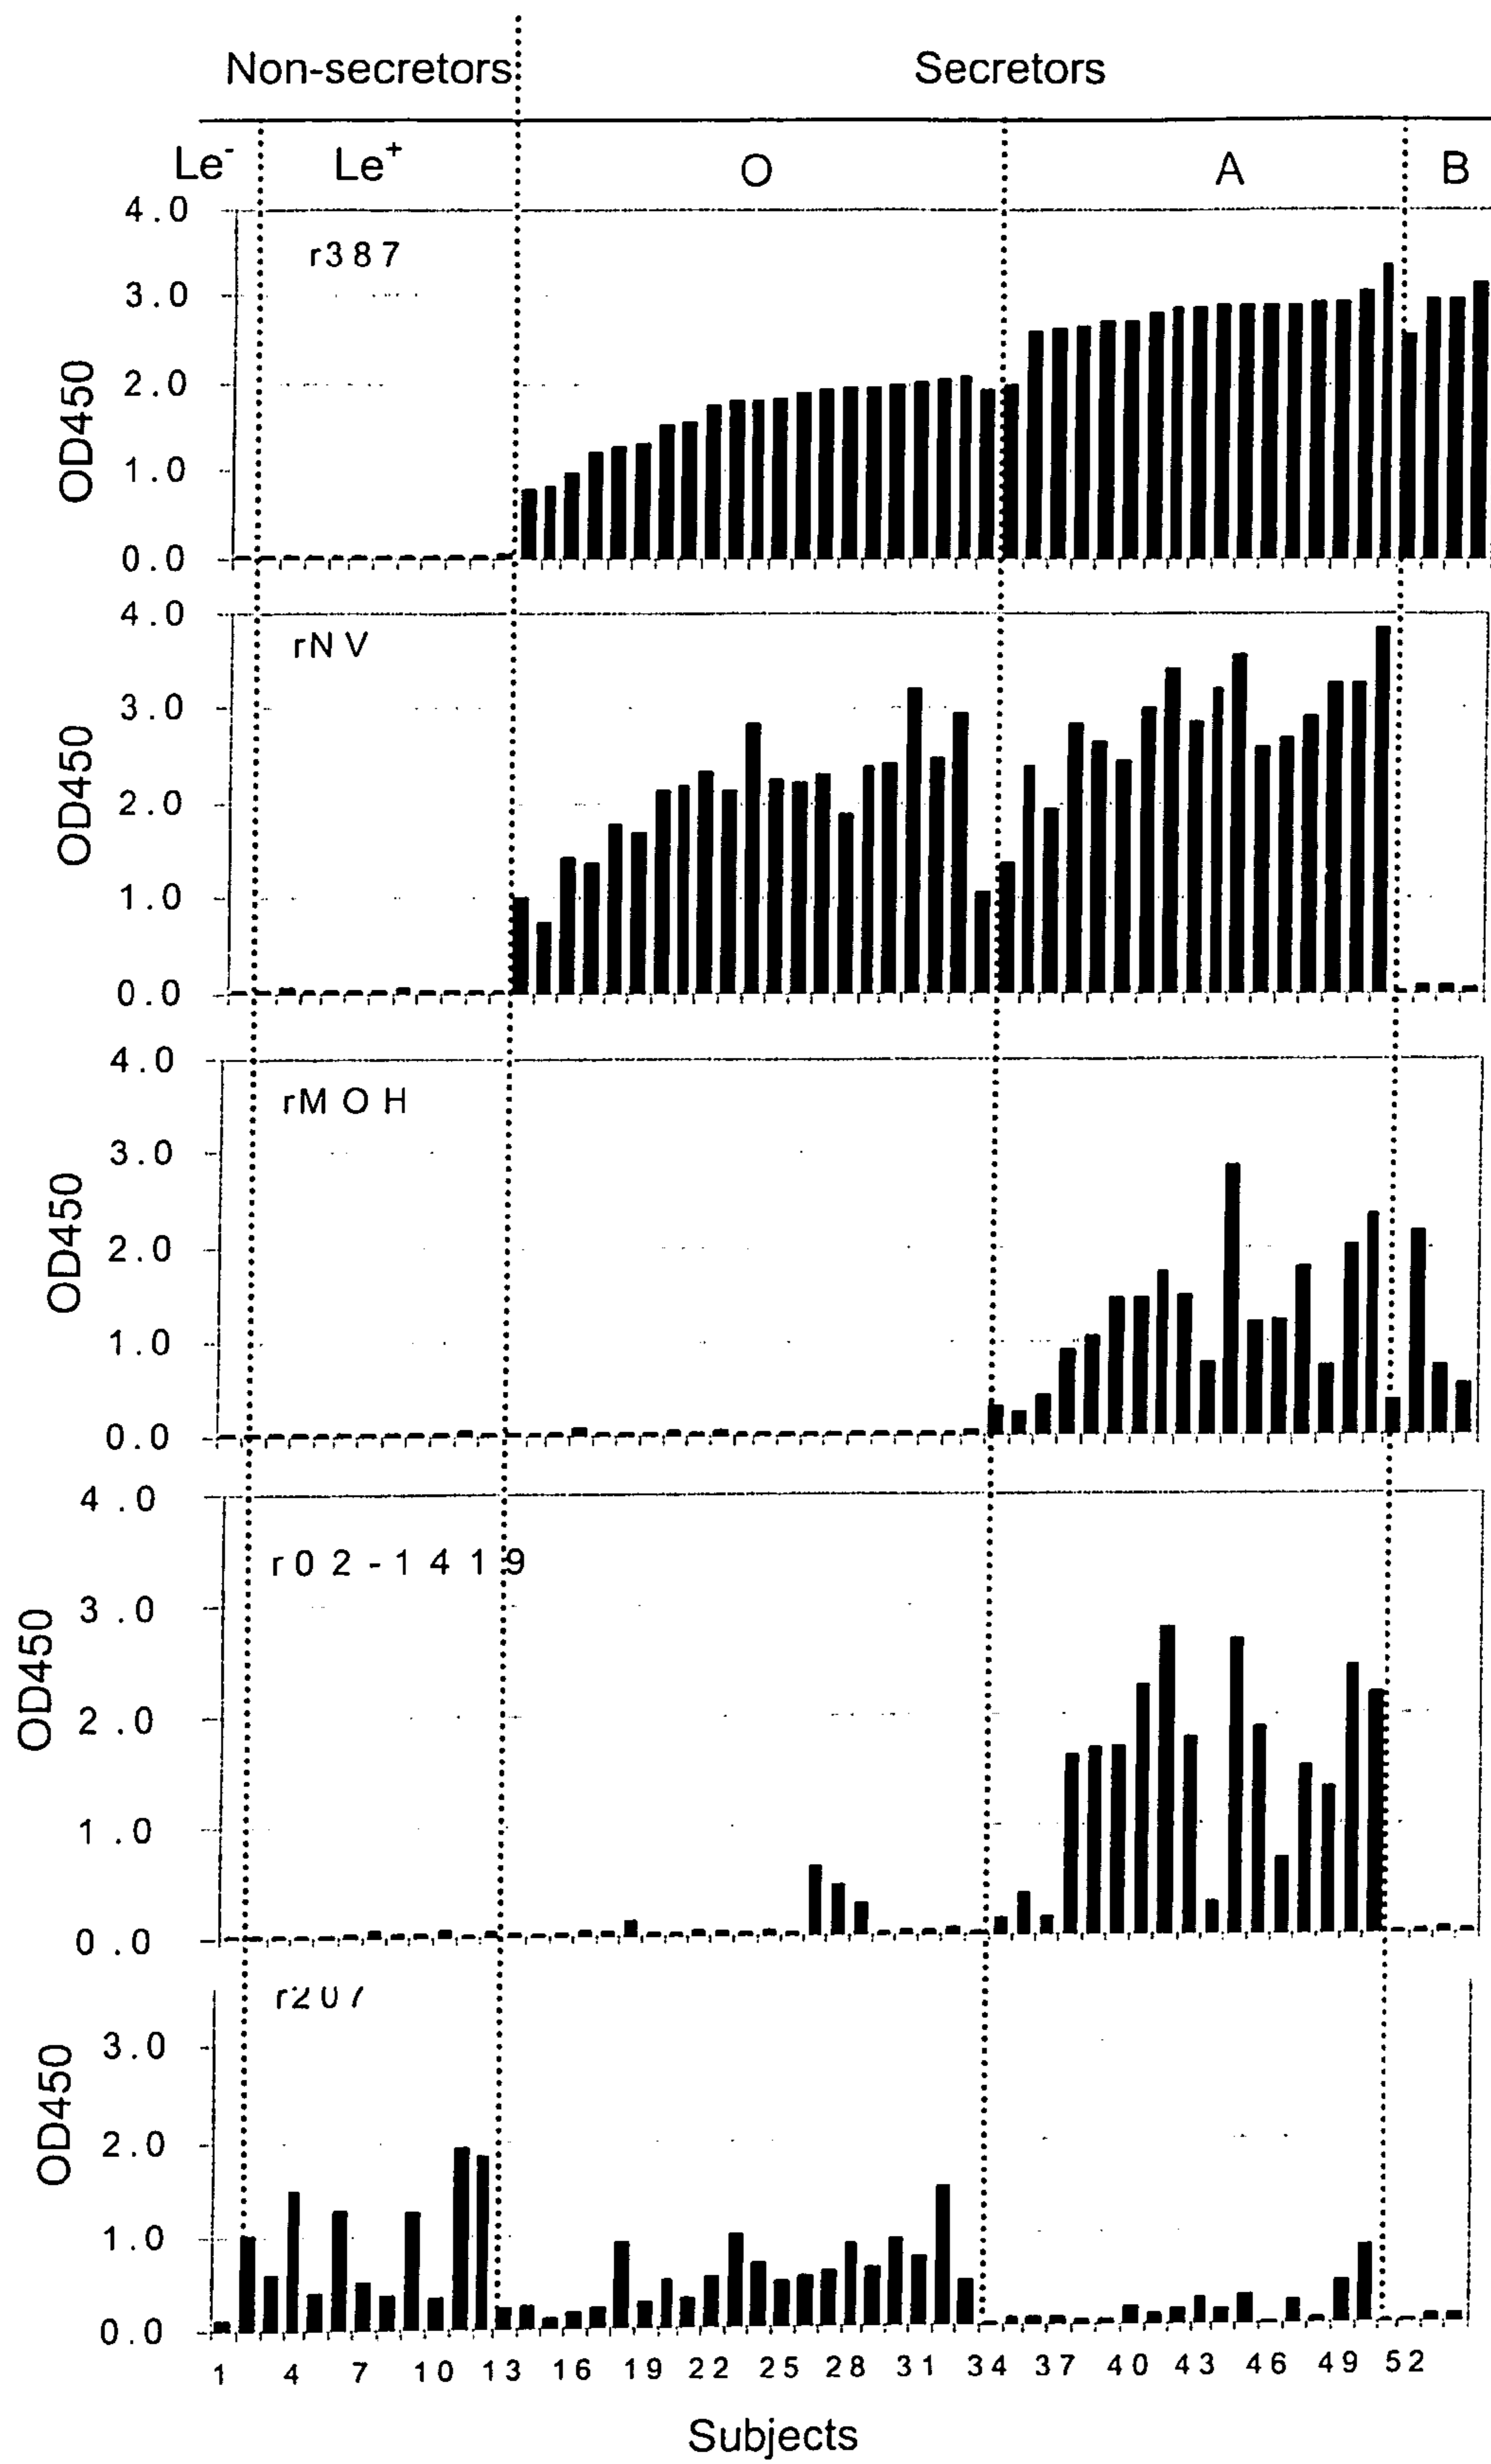 Non-secretors Secretors
Le⁻ Le⁺ O A B
4.0
r387
3.0
2.0
1.0
0.0
OD450
4.0
rNV
3.0
2.0
1.0
0.0
OD450
4.0
rMOH
3.0
2.0
1.0
0.0
OD450
4.0
r02-1419
3.0
2.0
1.0
0.0
OD450
r207
3.0
2.0
1.0
0.0
OD450
1 4 7 10 13 16 19 22 25 28 31 34 37 40 43 46 49 52
Subjects